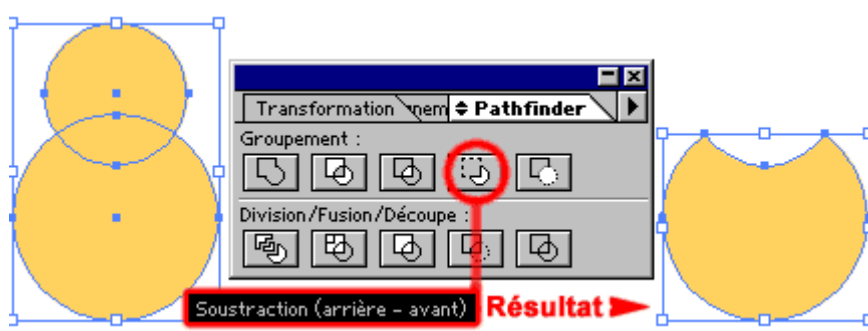 Transformation nem Pathfinder
Groupement :
Division/Fusion/Découpe :
Soustraction (arrière - avant) Résultat